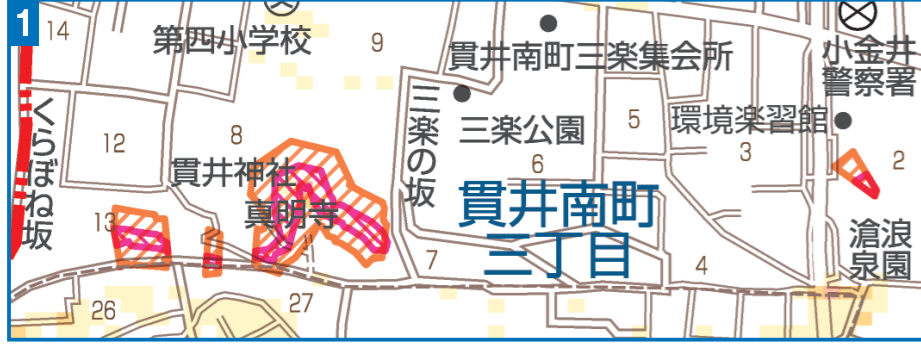 1
14
第四小学校
9
貫井南町三楽集会所
小金井
警察署
くらぼね坂
12
8
三楽の坂
三楽公園
5
環境楽習館
3
2
貫井神社
6
真明寺
13
貫井南町
三丁目
滄浪
泉園
7
4
26
27